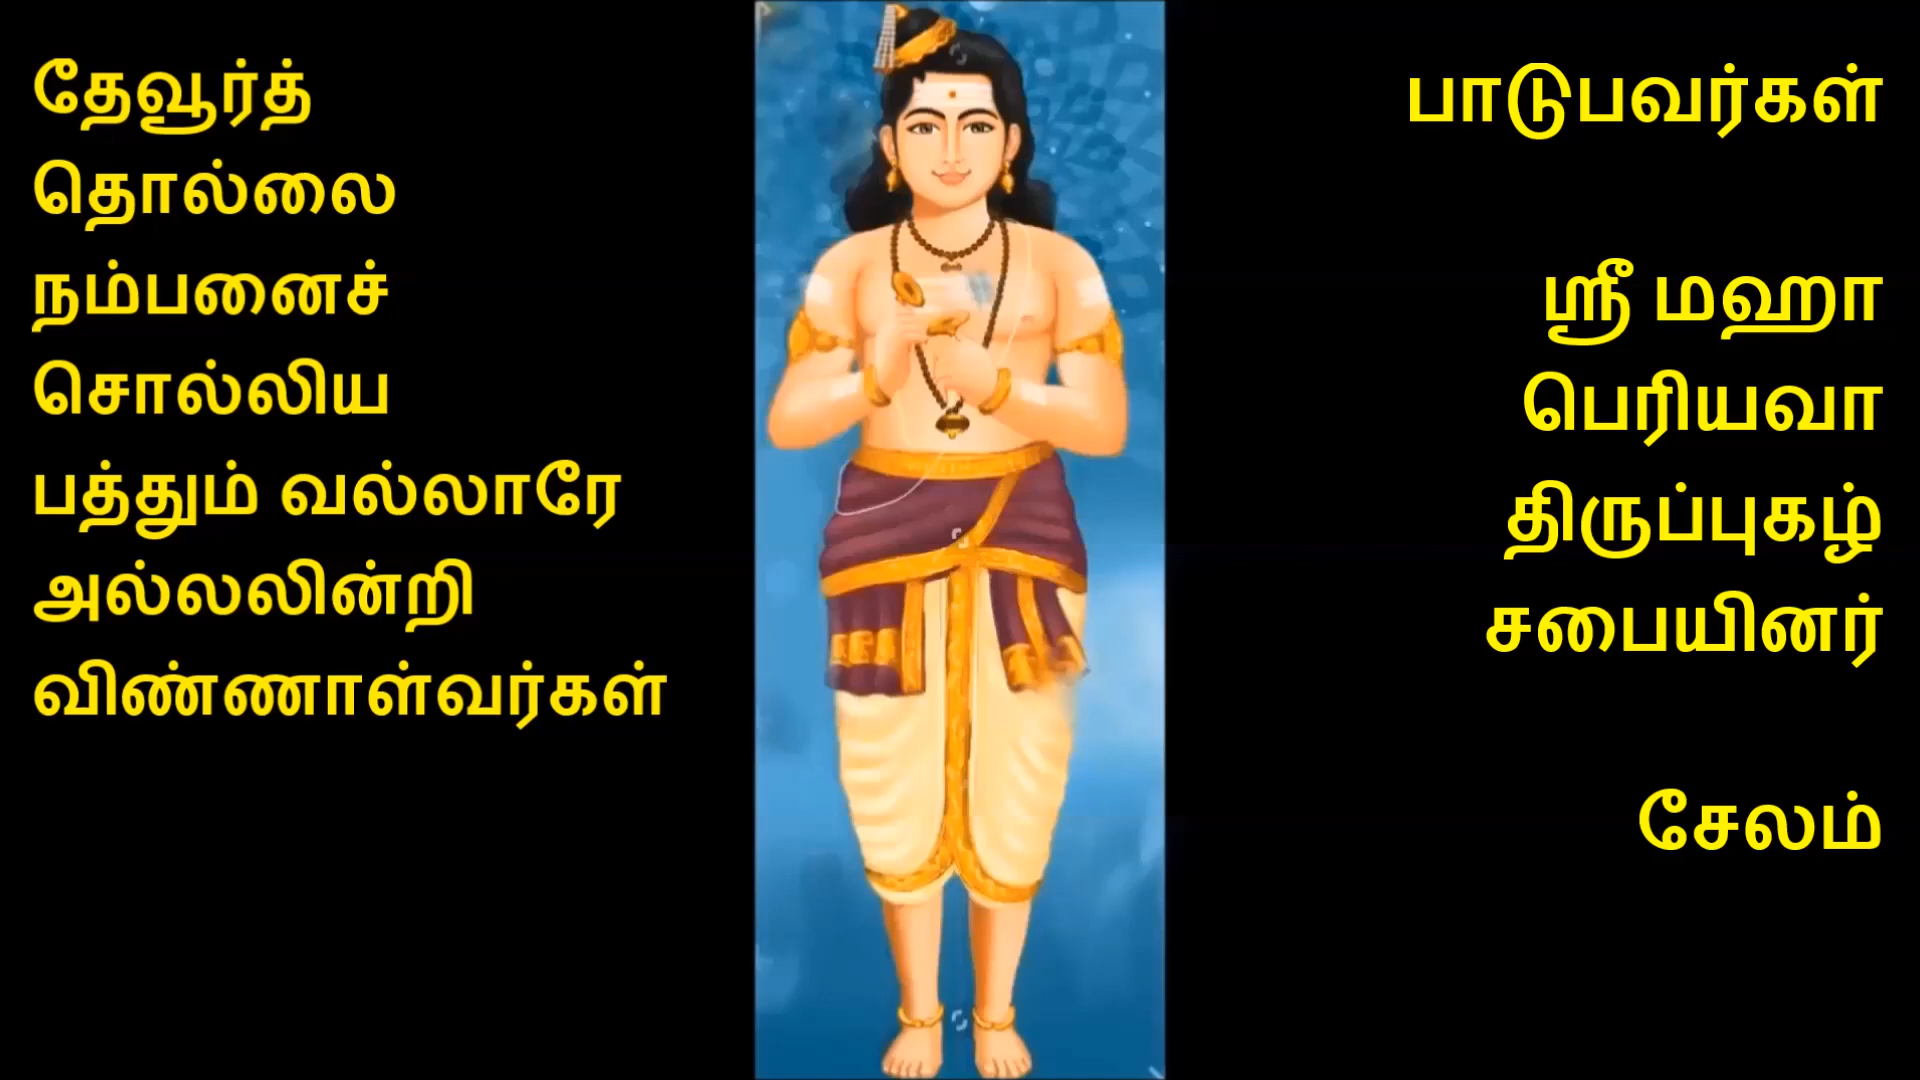 தேவூர்த்
தொல்லை
நம்பனைச்
சொல்லிய
பத்தும் வல்லாரே
அல்லலின்றி
விண்ணாள்வர்கள்
பாடுபவர்கள்
ஸ்ரீ மஹா
பெரியவா
திருப்புகழ்
சபையினர்
சேலம்